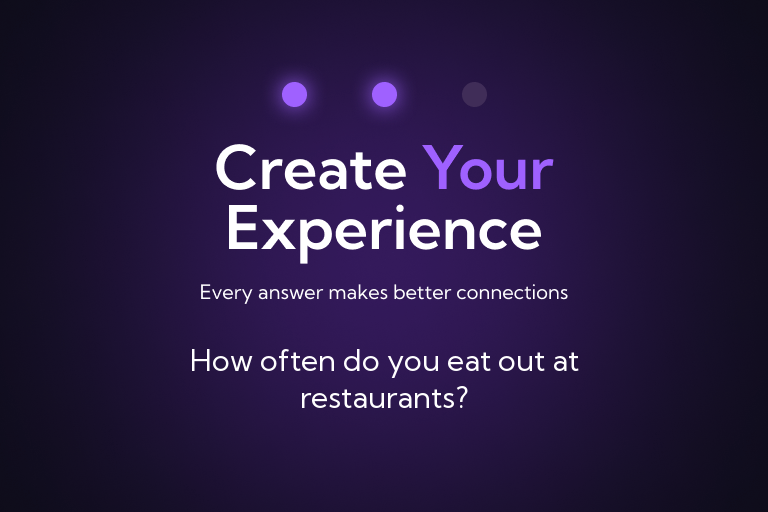 Create Your
Experience
Every answer makes better connections
How often do you eat out at
restaurants?